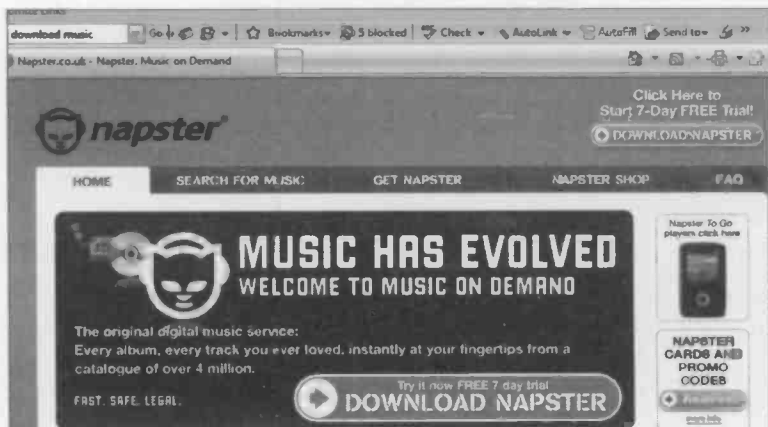 download music Go Bookmarks 5 blocked Check AutoLink AutoFill Send to
Napster.co.uk - Napster, Music on Demand
Click Here to
Start 7-Day FREE Trial!
napster
DOWNLOAD NAPSTER
HOME SEARCH FOR MUSIC GET NAPSTER NAPSTER SHOP FAQ
Napster To Go
players click here
MUSIC HAS EVOLVED
WELCOME TO MUSIC ON DEMAND
The original digital music service:
Every album, every track you ever loved, instantly at your fingertips from a
catalogue of over 4 million.
NAPSTER
CARDS AND
PROMO
CODES
Try it now FREE 7 day trial
DOWNLOAD NAPSTER
FAST. SAFE. LEGAL.
more info